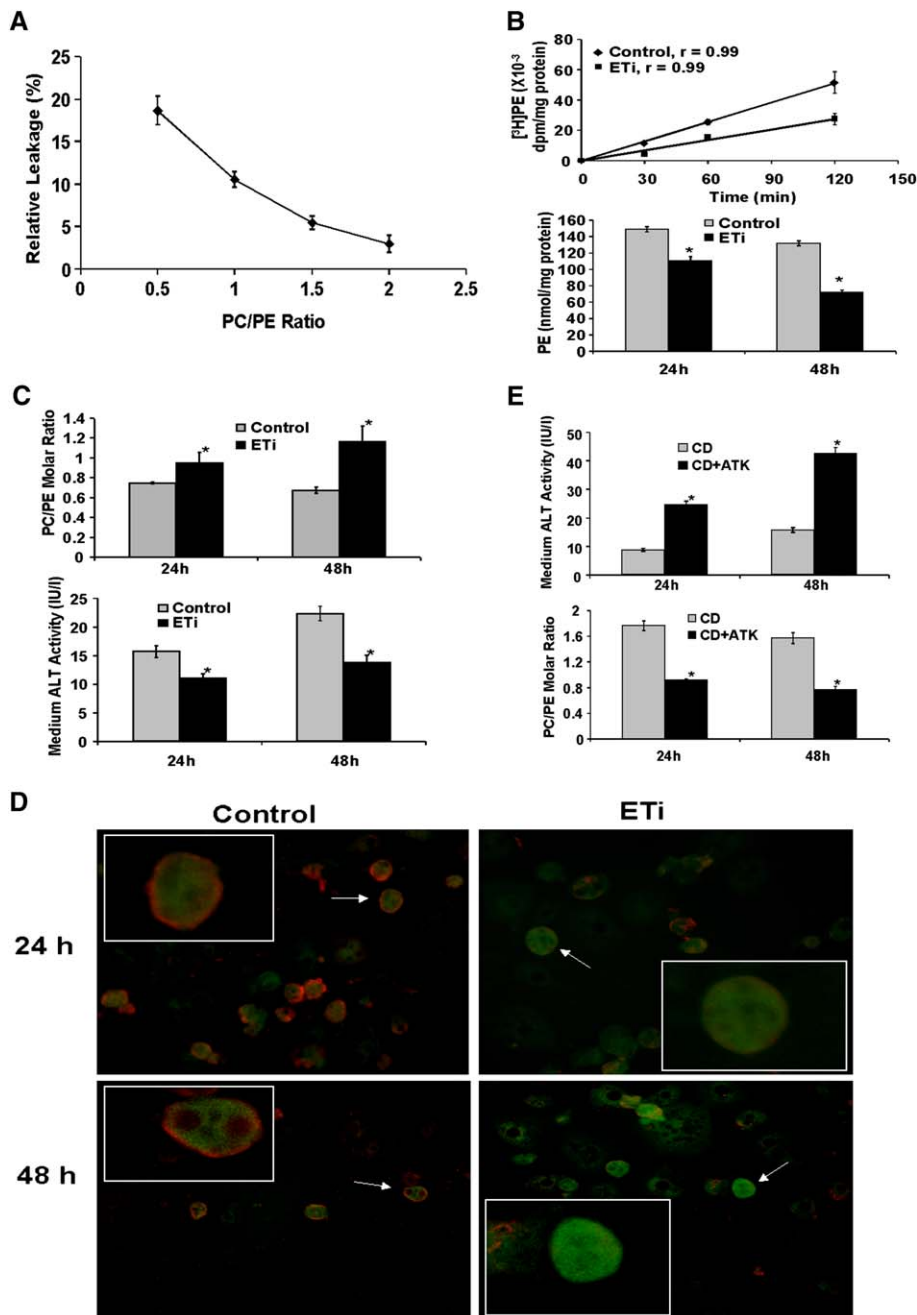 A
Relative Leakage (%)
25
20
15
10
5
0
0 0.5 1 1.5 2 2.5
PC/PE Ratio
B
[³H]PE (X10⁻³
dpm/mg protein)
80
60
40
20
0
Control, r = 0.99
ETi, r = 0.99
0 30 60 90 120 150
Time (min)
PE (nmol/mg protein)
160
140
120
100
80
60
40
20
0
Control
ETi
* *
24h 48h
C
PC/PE Molar Ratio
1.4
1.2
1
0.8
0.6
0.4
0.2
0
Control
ETi
* *
24h 48h
Medium ALT Activity (IU/l)
25
20
15
10
5
0
Control
ETi
* *
24h 48h
E
Medium ALT Activity (IU/l)
50
40
30
20
10
0
CD
CD+ATK
* *
24h 48h
PC/PE Molar Ratio
2
1.6
1.2
0.8
0.4
0
CD
CD+ATK
* *
24h 48h
D
Control ETi
24 h
48 h